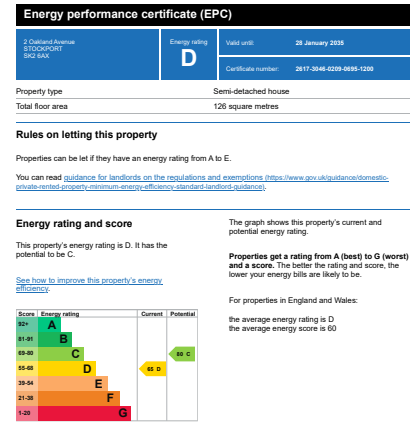 Energy performance certificate (EPC)
2 Oakland Avenue
STOCKPORT
SK2 6AX
Energy rating
D
Valid until:
28 January 2035
Certificate number:
2617-3046-0209-0695-1200
Property type
Semi-detached house
Total floor area
126 square metres
Rules on letting this property
Properties can be let if they have an energy rating from A to E.
You can read guidance for landlords on the regulations and exemptions (https://www.gov.uk/guidance/domestic-
private-rented-property-minimum-energy-efficiency-standard-landlord-guidance).
Energy rating and score
This property's energy rating is D. It has the
potential to be C.
See how to improve this property's energy
efficiency.
Score Energy rating Current Potential
92+ A
81-91 B
69-80 C 80 C
55-68 D 65 D
39-54 E
21-38 F
1-20 G
The graph shows this property's current and
potential energy rating.
Properties get a rating from A (best) to G (worst)
and a score. The better the rating and score, the
lower your energy bills are likely to be.
For properties in England and Wales:
the average energy rating is D
the average energy score is 60